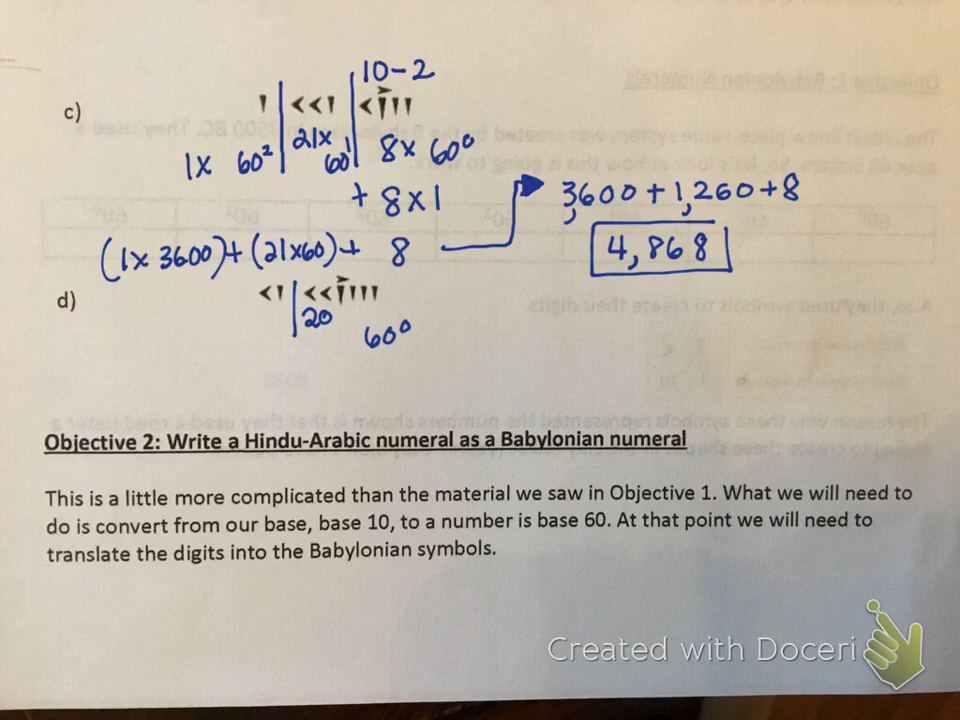 10-2
c)
1x 60² 21x 60¹ 8x 60⁰
+ 8x1
3600+1,260+8
(1x 3600)+(21x60)+ 8
4,868
d)
20
60⁰
Objective 2: Write a Hindu-Arabic numeral as a Babylonian numeral
This is a little more complicated than the material we saw in Objective 1. What we will need to
do is convert from our base, base 10, to a number is base 60. At that point we will need to
translate the digits into the Babylonian symbols.
Created with Doceri